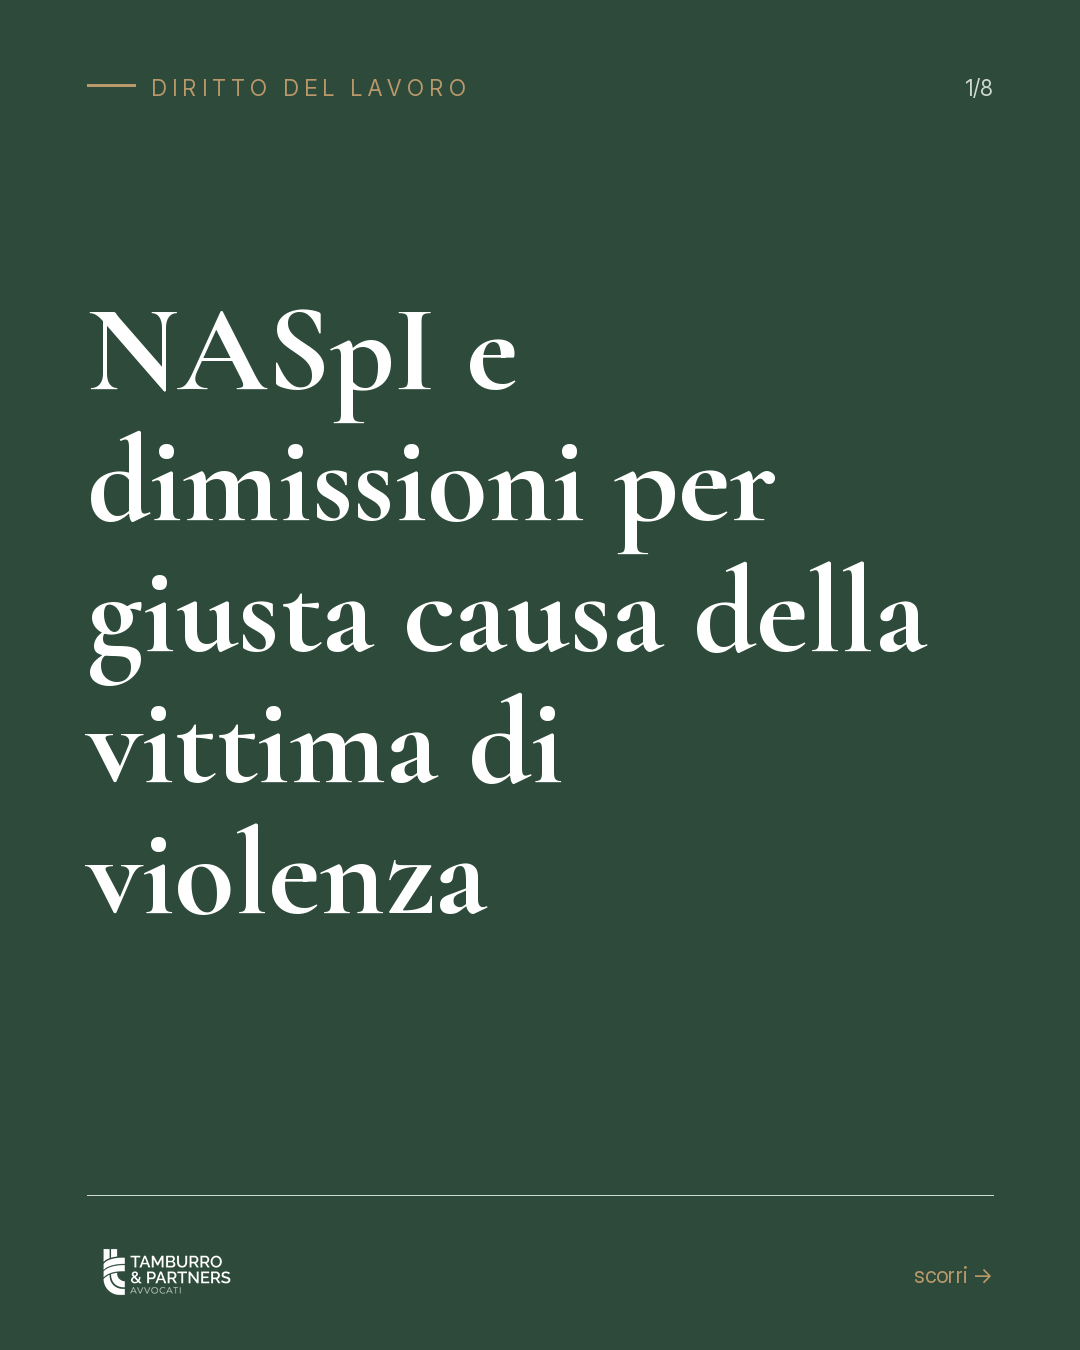 DIRITTO DEL LAVORO
1/8
NASpI e
dimissioni per
giusta causa della
vittima di
violenza
TAMBURRO
& PARTNERS
AVVOCATI
scorri →